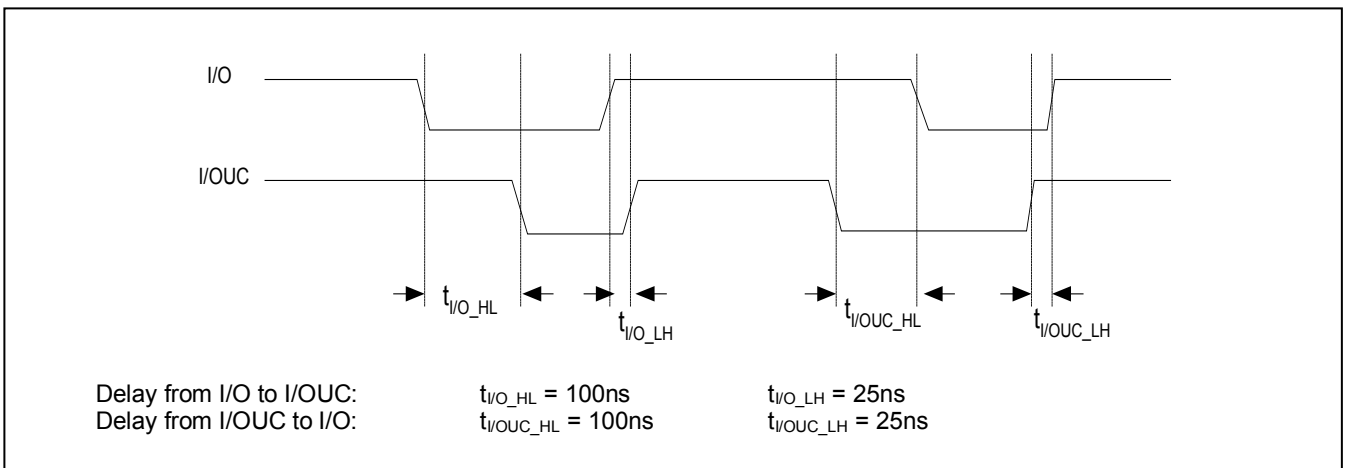 I/O
I/OUC
tI/O_HL
tI/O_LH
tI/OUC_HL
tI/OUC_LH
Delay from I/O to I/OUC: tI/O_HL = 100ns tI/O_LH = 25ns
Delay from I/OUC to I/O: tI/OUC_HL = 100ns tI/OUC_LH = 25ns